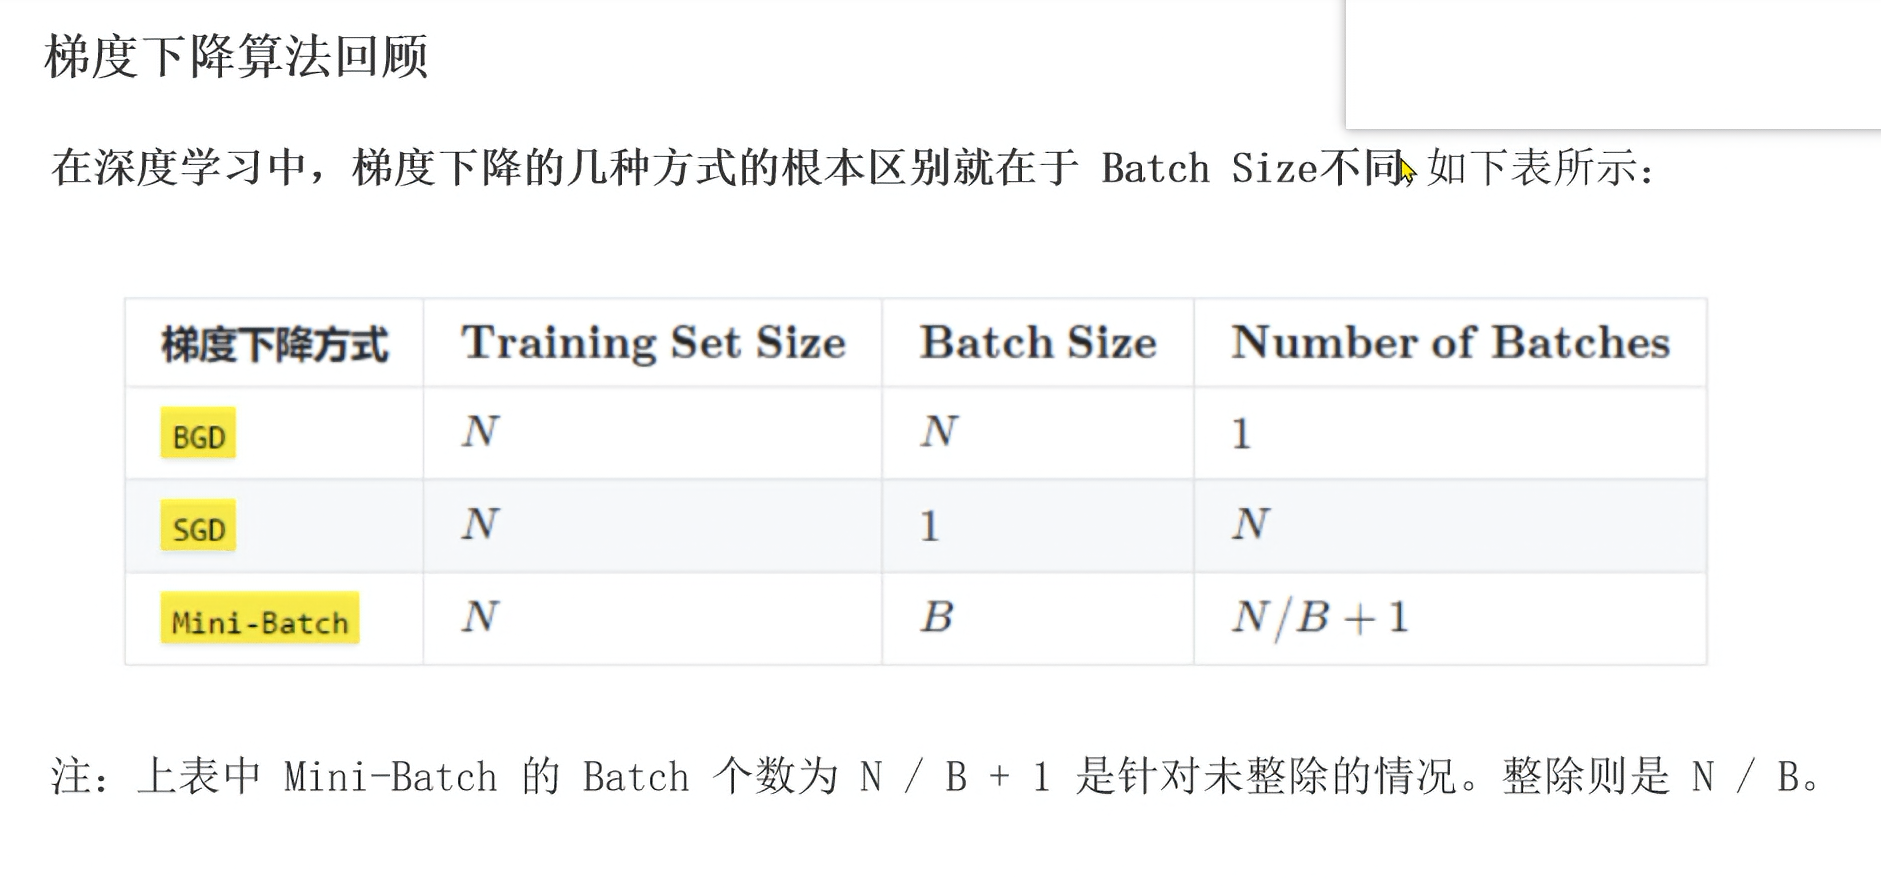 梯度下降算法回顾
在深度学习中，梯度下降的几种方式的根本区别就在于 Batch Size不同,如下表所示：
梯度下降方式 Training Set Size Batch Size Number of Batches
BGD N N 1
SGD N 1 N
Mini-Batch N B N/B + 1
注：上表中 Mini-Batch 的 Batch 个数为 N / B + 1 是针对未整除的情况。整除则是 N / B。